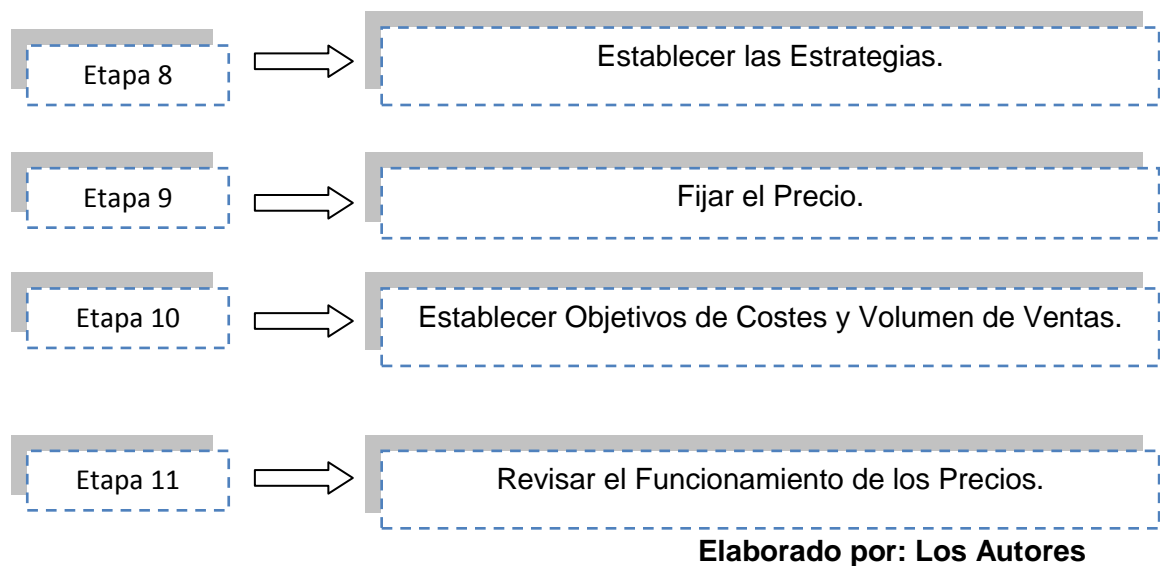 Etapa 8
Establecer las Estrategias.
Etapa 9
Fijar el Precio.
Etapa 10
Establecer Objetivos de Costes y Volumen de Ventas.
Etapa 11
Revisar el Funcionamiento de los Precios.
Elaborado por: Los Autores